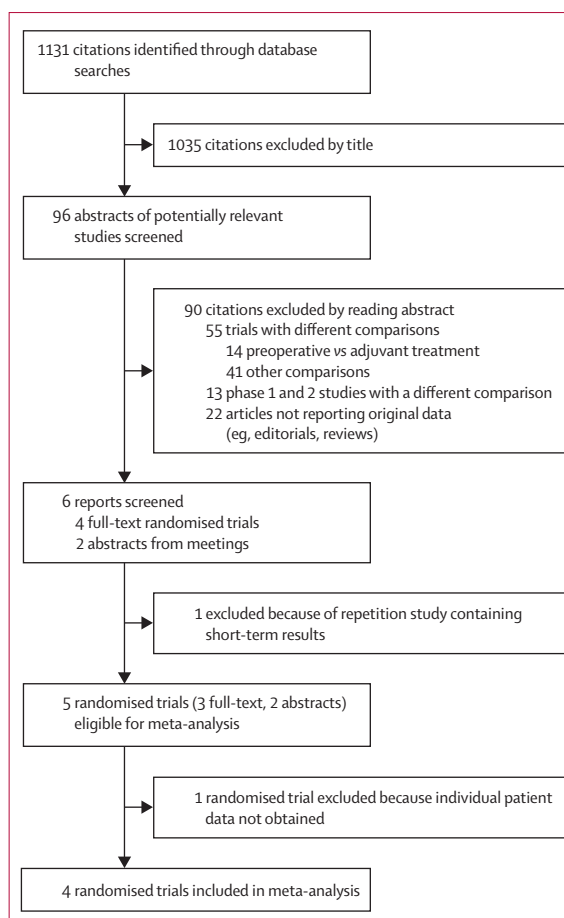 1131 citations identified through database
searches
1035 citations excluded by title
96 abstracts of potentially relevant
studies screened
90 citations excluded by reading abstract
55 trials with different comparisons
14 preoperative vs adjuvant treatment
41 other comparisons
13 phase 1 and 2 studies with a different comparison
22 articles not reporting original data
(eg, editorials, reviews)
6 reports screened
4 full-text randomised trials
2 abstracts from meetings
1 excluded because of repetition study containing
short-term results
5 randomised trials (3 full-text, 2 abstracts)
eligible for meta-analysis
1 randomised trial excluded because individual patient
data not obtained
4 randomised trials included in meta-analysis